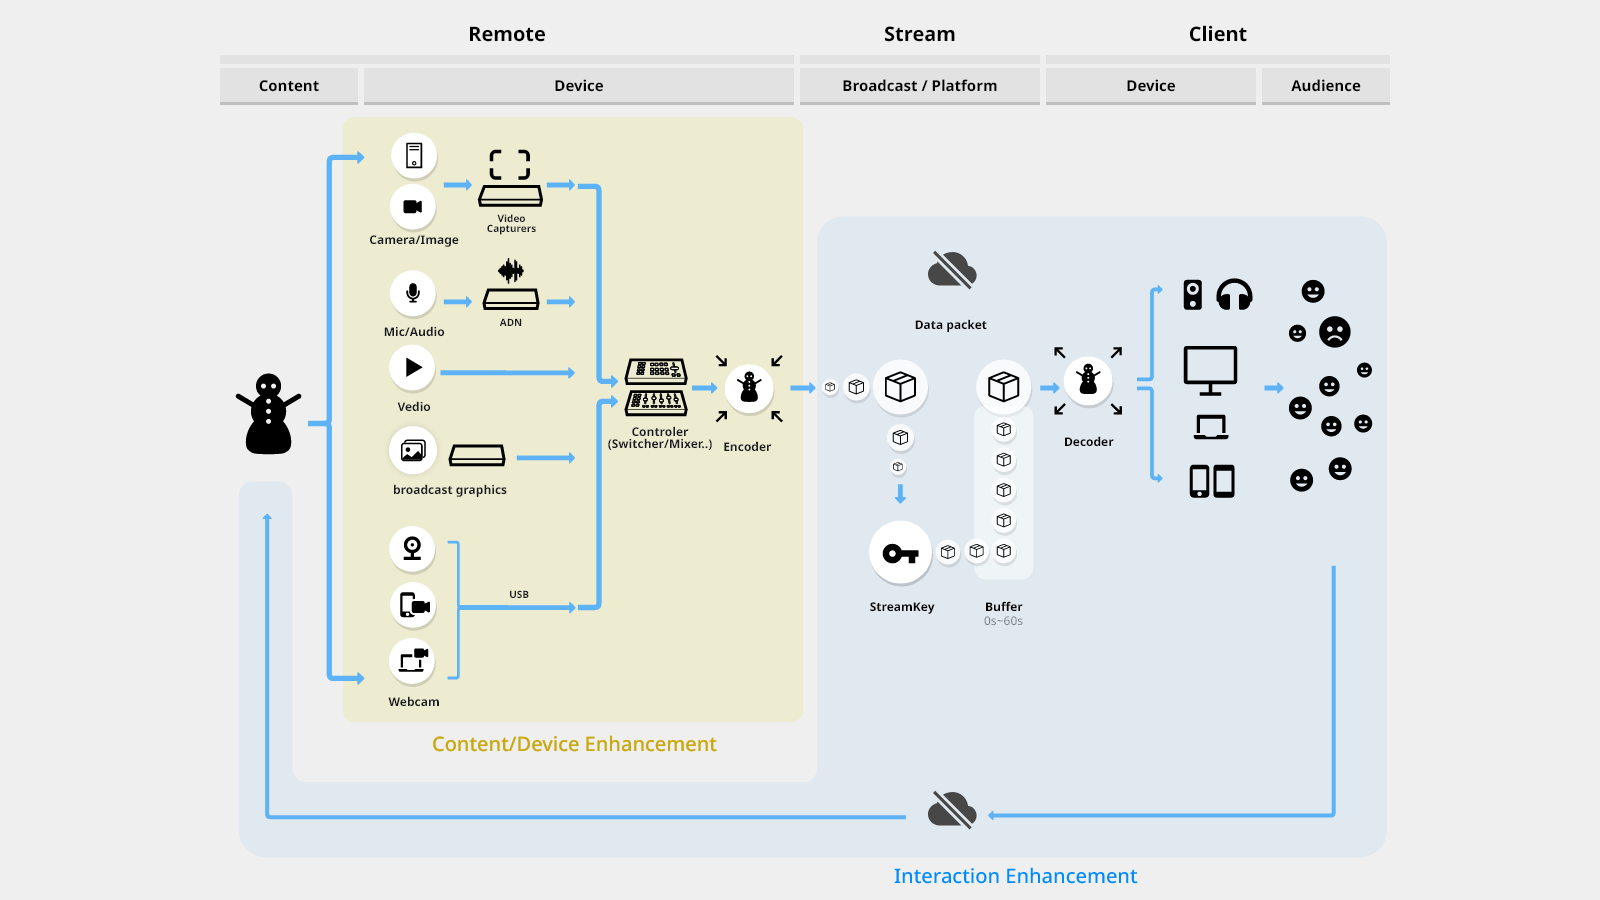 Remote
Stream
Client
Content
Device
Broadcast / Platform
Device
Audience
Video
Capturers
Camera/Image
ADN
Mic/Audio
Vedio
Controler
(Switcher/Mixer..)
Encoder
broadcast graphics
USB
Webcam
Content/Device Enhancement
Data packet
Decoder
StreamKey
Buffer
0s~60s
Interaction Enhancement